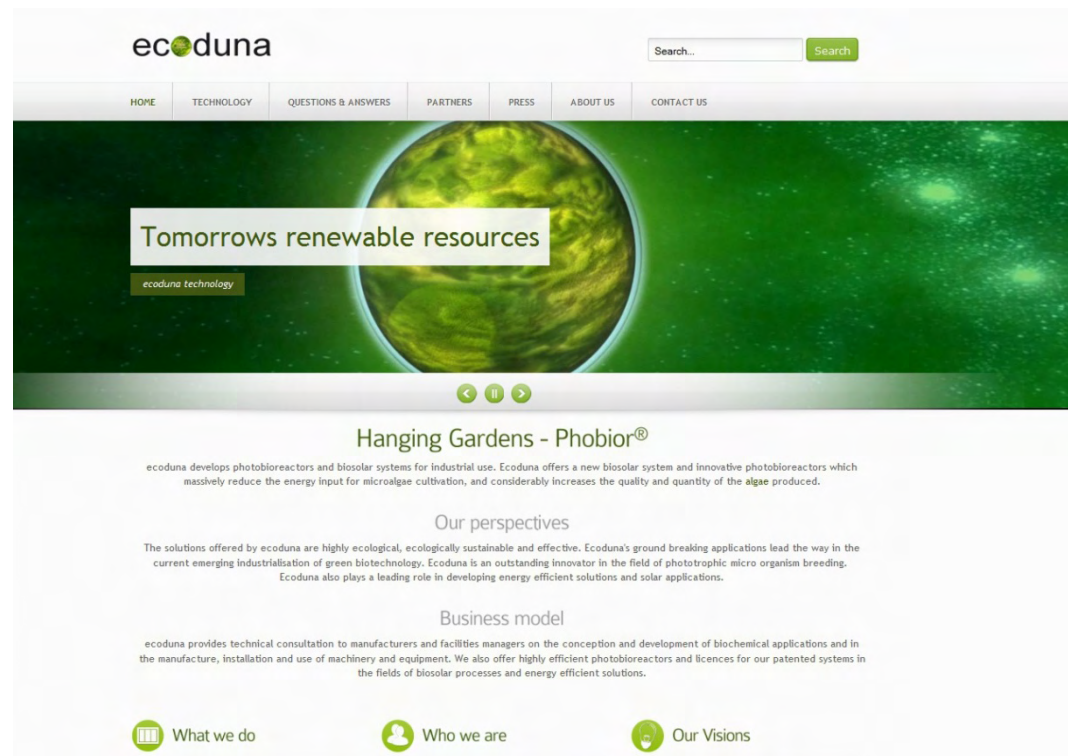 ecoduna
Search...
Search
HOME
TECHNOLOGY
QUESTIONS & ANSWERS
PARTNERS
PRESS
ABOUT US
CONTACT US
Tomorrows renewable resources
ecoduna technology
Hanging Gardens - Phobior®
ecoduna develops photobioreactors and biosolar systems for industrial use. Ecoduna offers a new biosolar system and innovative photobioreactors which
massively reduce the energy input for microalgae cultivation, and considerably increases the quality and quantity of the algae produced.
Our perspectives
The solutions offered by ecoduna are highly ecological, ecologically sustainable and effective. Ecoduna's ground breaking applications lead the way in the
current emerging industrialisation of green biotechnology. Ecoduna is an outstanding innovator in the field of phototrophic micro organism breeding.
Ecoduna also plays a leading role in developing energy efficient solutions and solar applications.
Business model
ecoduna provides technical consultation to manufacturers and facilities managers on the conception and development of biochemical applications and in
the manufacture, installation and use of machinery and equipment. We also offer highly efficient photobioreactors and licences for our patented systems in
the fields of biosolar processes and energy efficient solutions.
What we do
Who we are
Our Visions